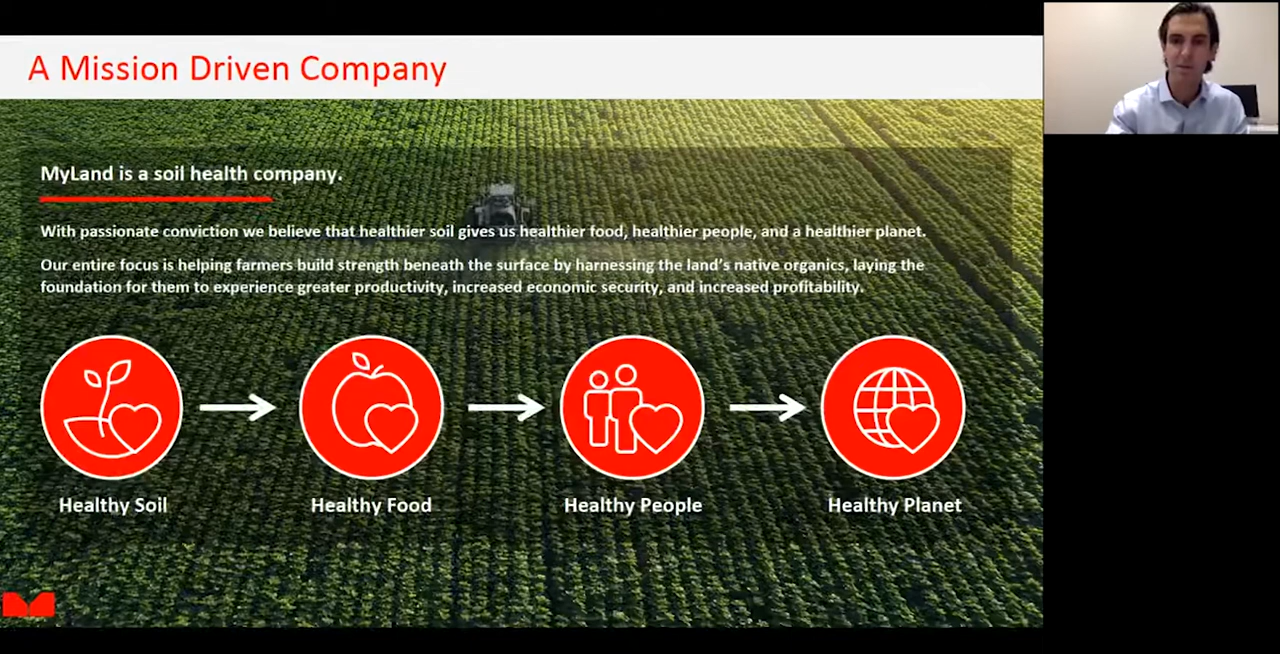 A Mission Driven Company
MyLand is a soil health company.
With passionate conviction we believe that healthier soil gives us healthier food, healthier people, and a healthier planet.
Our entire focus is helping farmers build strength beneath the surface by harnessing the land's native organics, laying the
foundation for them to experience greater productivity, increased economic security, and increased profitability.
Healthy Soil
Healthy Food
Healthy People
Healthy Planet